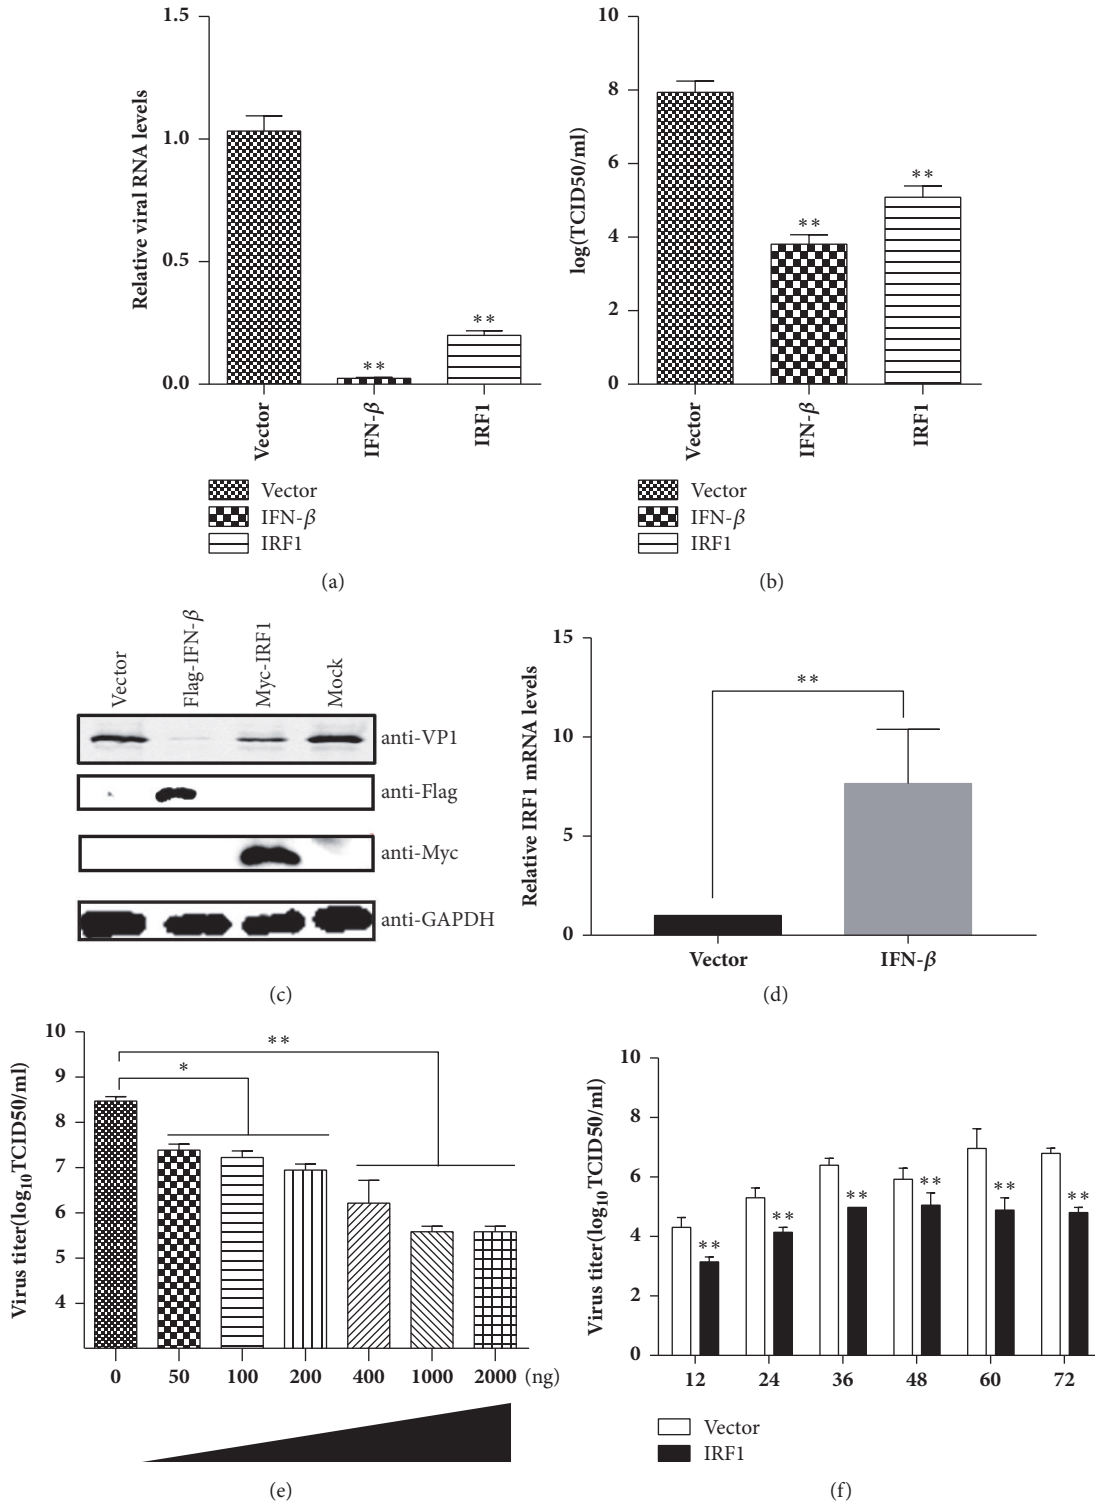 1.5
1.0
0.5
0.0
Relative viral RNA levels
**
**
Vector
IFN-β
IRF1
Vector
IFN-β
IRF1
(a)
10
8
6
4
2
0
log(TCID50/ml)
**
**
Vector
IFN-β
IRF1
Vector
IFN-β
IRF1
(b)
Vector
Flag-IFN-β
Myc-IRF1
Mock
anti-VP1
anti-Flag
anti-Myc
anti-GAPDH
(c)
15
10
5
0
Relative IRF1 mRNA levels
**
Vector
IFN-β
(d)
10
9
8
7
6
5
4
Virus titer(log₁₀TCID50/ml)
**
*
0 50 100 200 400 1000 2000 (ng)
(e)
10
8
6
4
2
0
Virus titer(log₁₀TCID50/ml)
**
**
**
**
**
**
12 24 36 48 60 72
Vector
IRF1
(f)